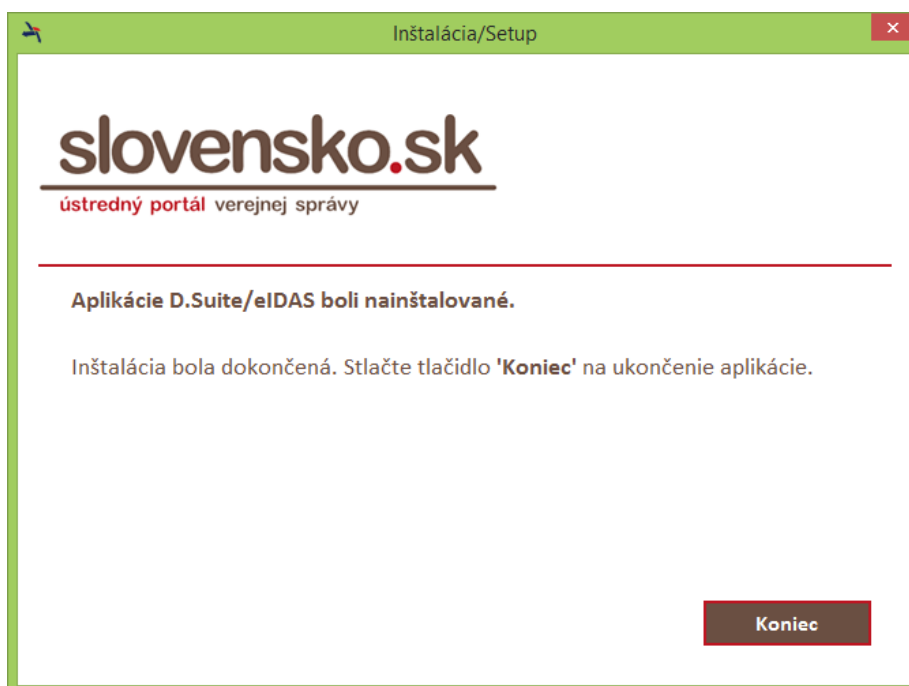 Inštalácia/Setup
slovensko.sk
ústredný portál verejnej správy
Aplikácie D.Suite/eIDAS boli nainštalované.
Inštalácia bola dokončená. Stlačte tlačidlo 'Koniec' na ukončenie aplikácie.
Koniec